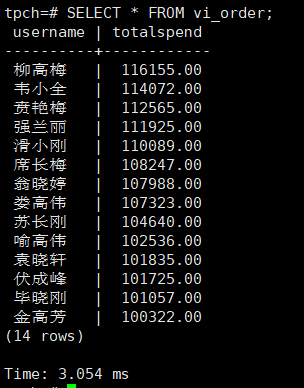 tpch=# SELECT * FROM vi_order;
username | totalspend
----------+------------
柳高梅 | 116155.00
韦小全 | 114072.00
贲艳梅 | 112565.00
强兰丽 | 111925.00
滑小刚 | 110089.00
席长梅 | 108247.00
翁晓婷 | 107988.00
娄高伟 | 107323.00
苏长刚 | 104640.00
喻高伟 | 102536.00
袁晓轩 | 101835.00
伏成峰 | 101725.00
毕晓刚 | 101057.00
金高芳 | 100322.00
(14 rows)
Time: 3.054 ms